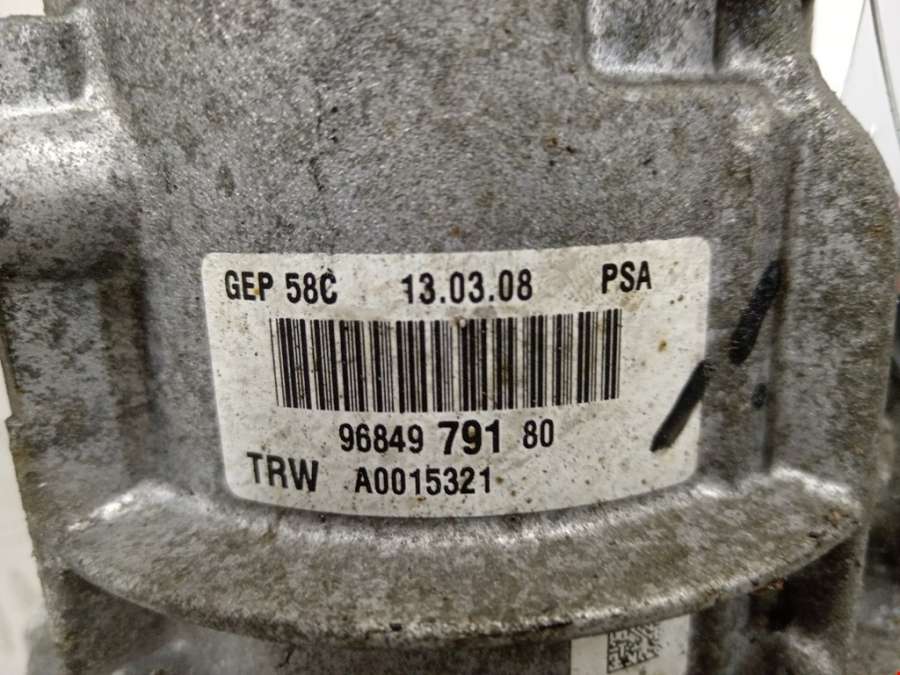 GEP 58C 13.03.08 PSA
96849 791 80
TRW A0015321